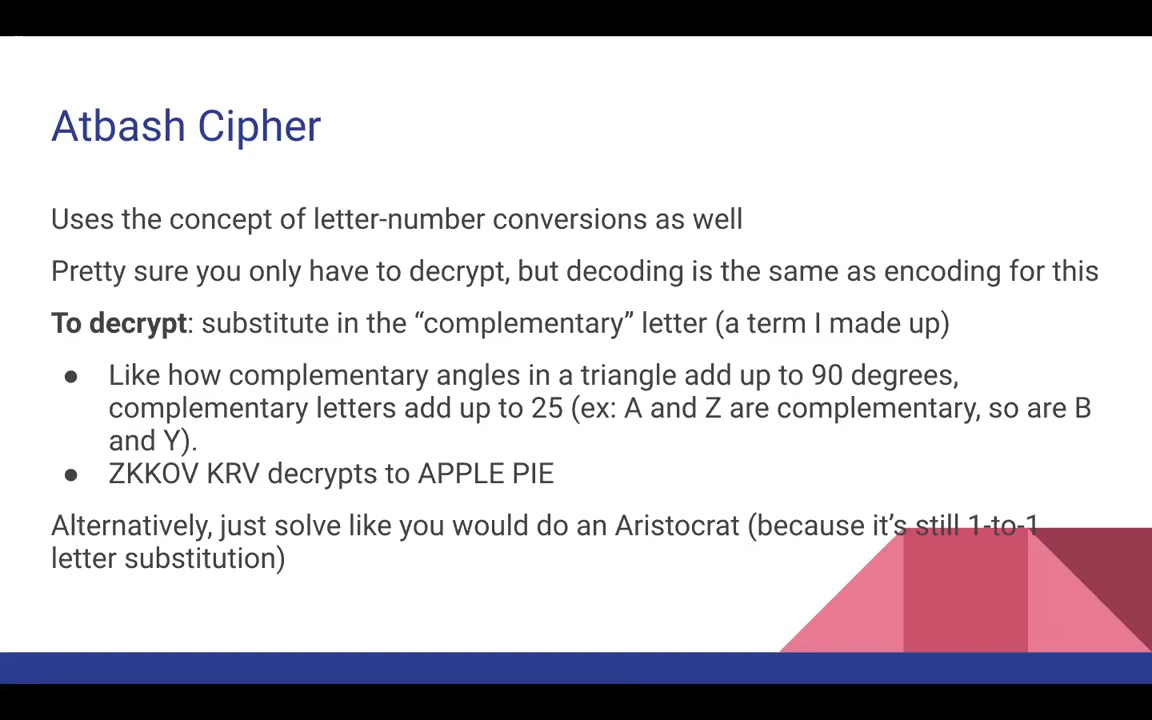 Atbash Cipher
Uses the concept of letter-number conversions as well
Pretty sure you only have to decrypt, but decoding is the same as encoding for this
To decrypt: substitute in the “complementary” letter (a term I made up)
● Like how complementary angles in a triangle add up to 90 degrees,
complementary letters add up to 25 (ex: A and Z are complementary, so are B
and Y).
● ZKKOV KRV decrypts to APPLE PIE
Alternatively, just solve like you would do an Aristocrat (because it’s still 1-to-1
letter substitution)